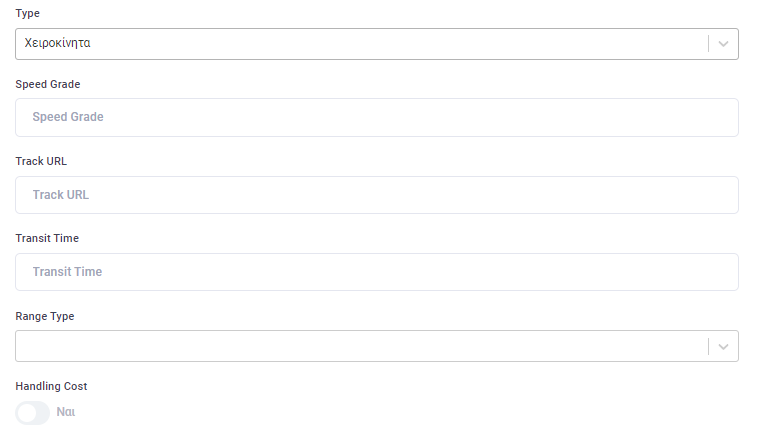 Type
Χειροκίνητα
Speed Grade
Speed Grade
Track URL
Track URL
Transit Time
Transit Time
Range Type
Handling Cost
Ναι